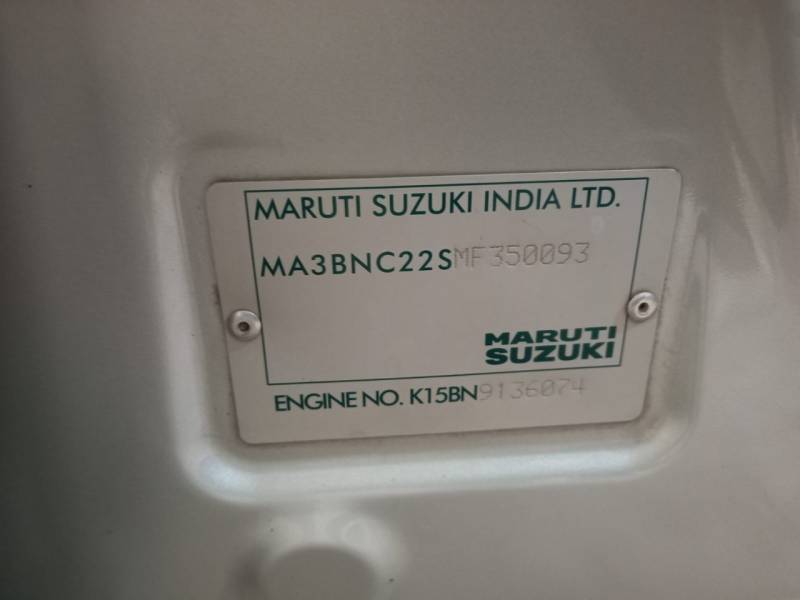 MARUTI SUZUKI INDIA LTD.
MA3BNC22SMF350093
MARUTI
SUZUKI
ENGINE NO. K15BN9136074